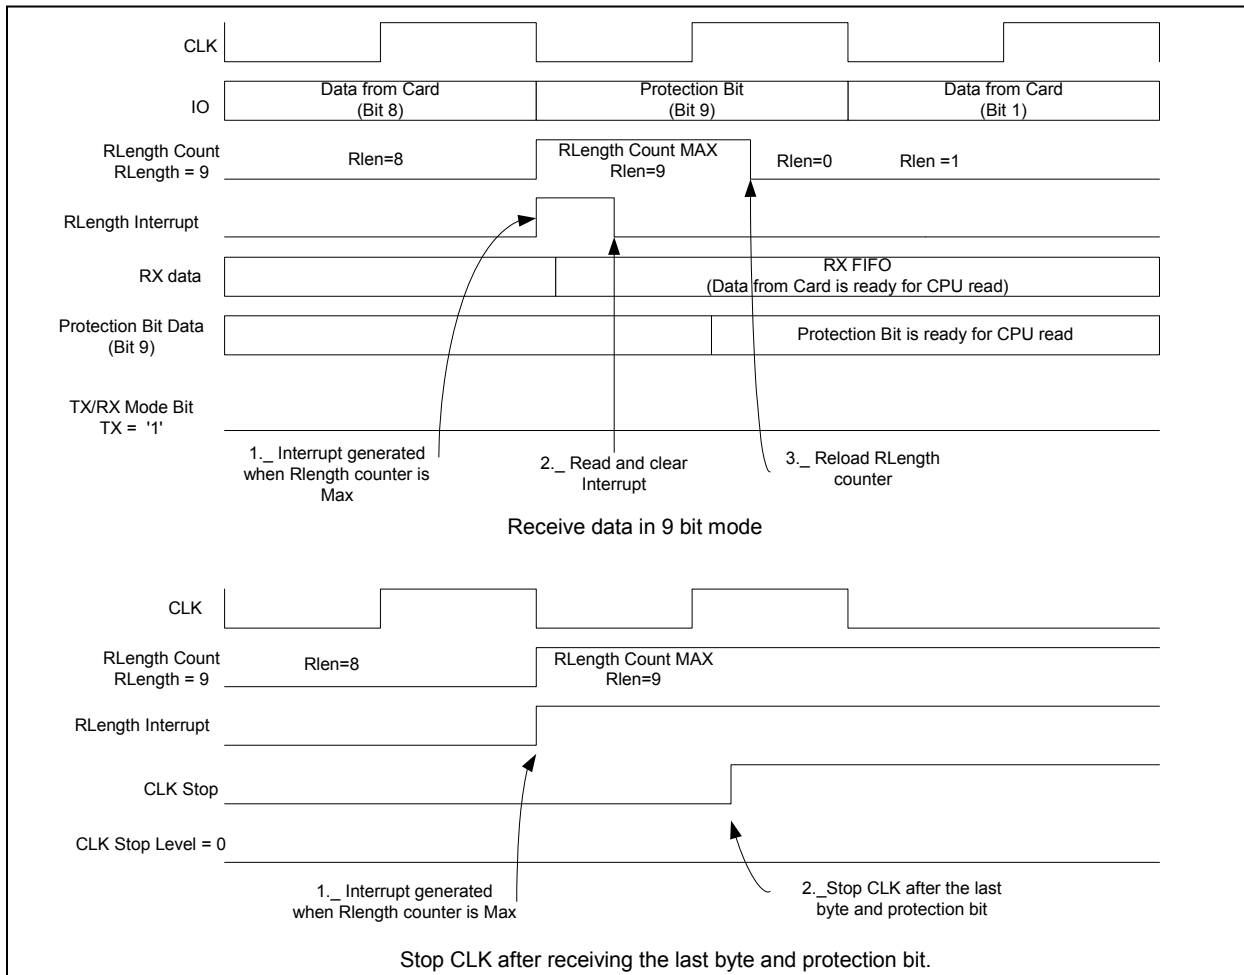 CLK
IO
Data from Card
(Bit 8)
Protection Bit
(Bit 9)
Data from Card
(Bit 1)
RLength Count
RLength = 9
Rlen=8
RLength Count MAX
Rlen=9
Rlen=0
Rlen =1
RLength Interrupt
RX data
RX FIFO
(Data from Card is ready for CPU read)
Protection Bit Data
(Bit 9)
Protection Bit is ready for CPU read
TX/RX Mode Bit
TX = '1'
1._ Interrupt generated
when Rlength counter is
Max
2._ Read and clear
Interrupt
3._ Reload RLength
counter
Receive data in 9 bit mode
CLK
RLength Count
RLength = 9
Rlen=8
RLength Count MAX
Rlen=9
RLength Interrupt
CLK Stop
CLK Stop Level = 0
1._ Interrupt generated
when Rlength counter is Max
2._Stop CLK after the last
byte and protection bit
Stop CLK after receiving the last byte and protection bit.